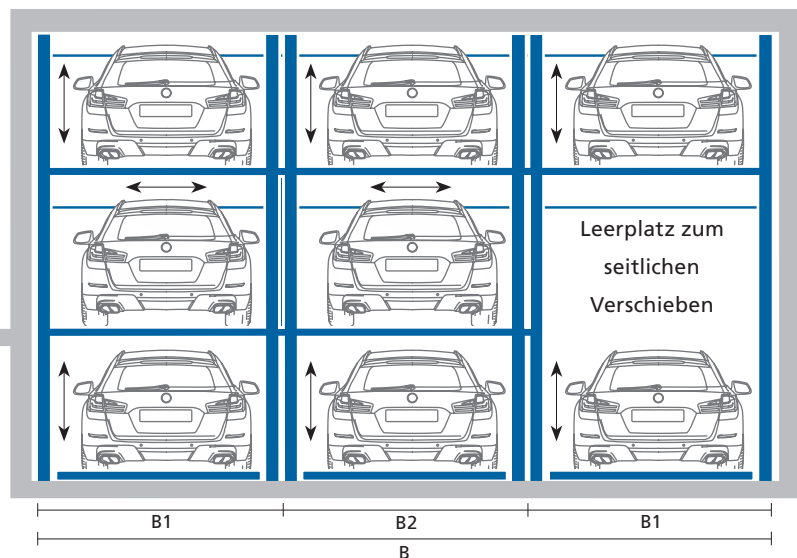 Leerplatz zum
seitlichen
Verschieben
B1
B2
B1
B